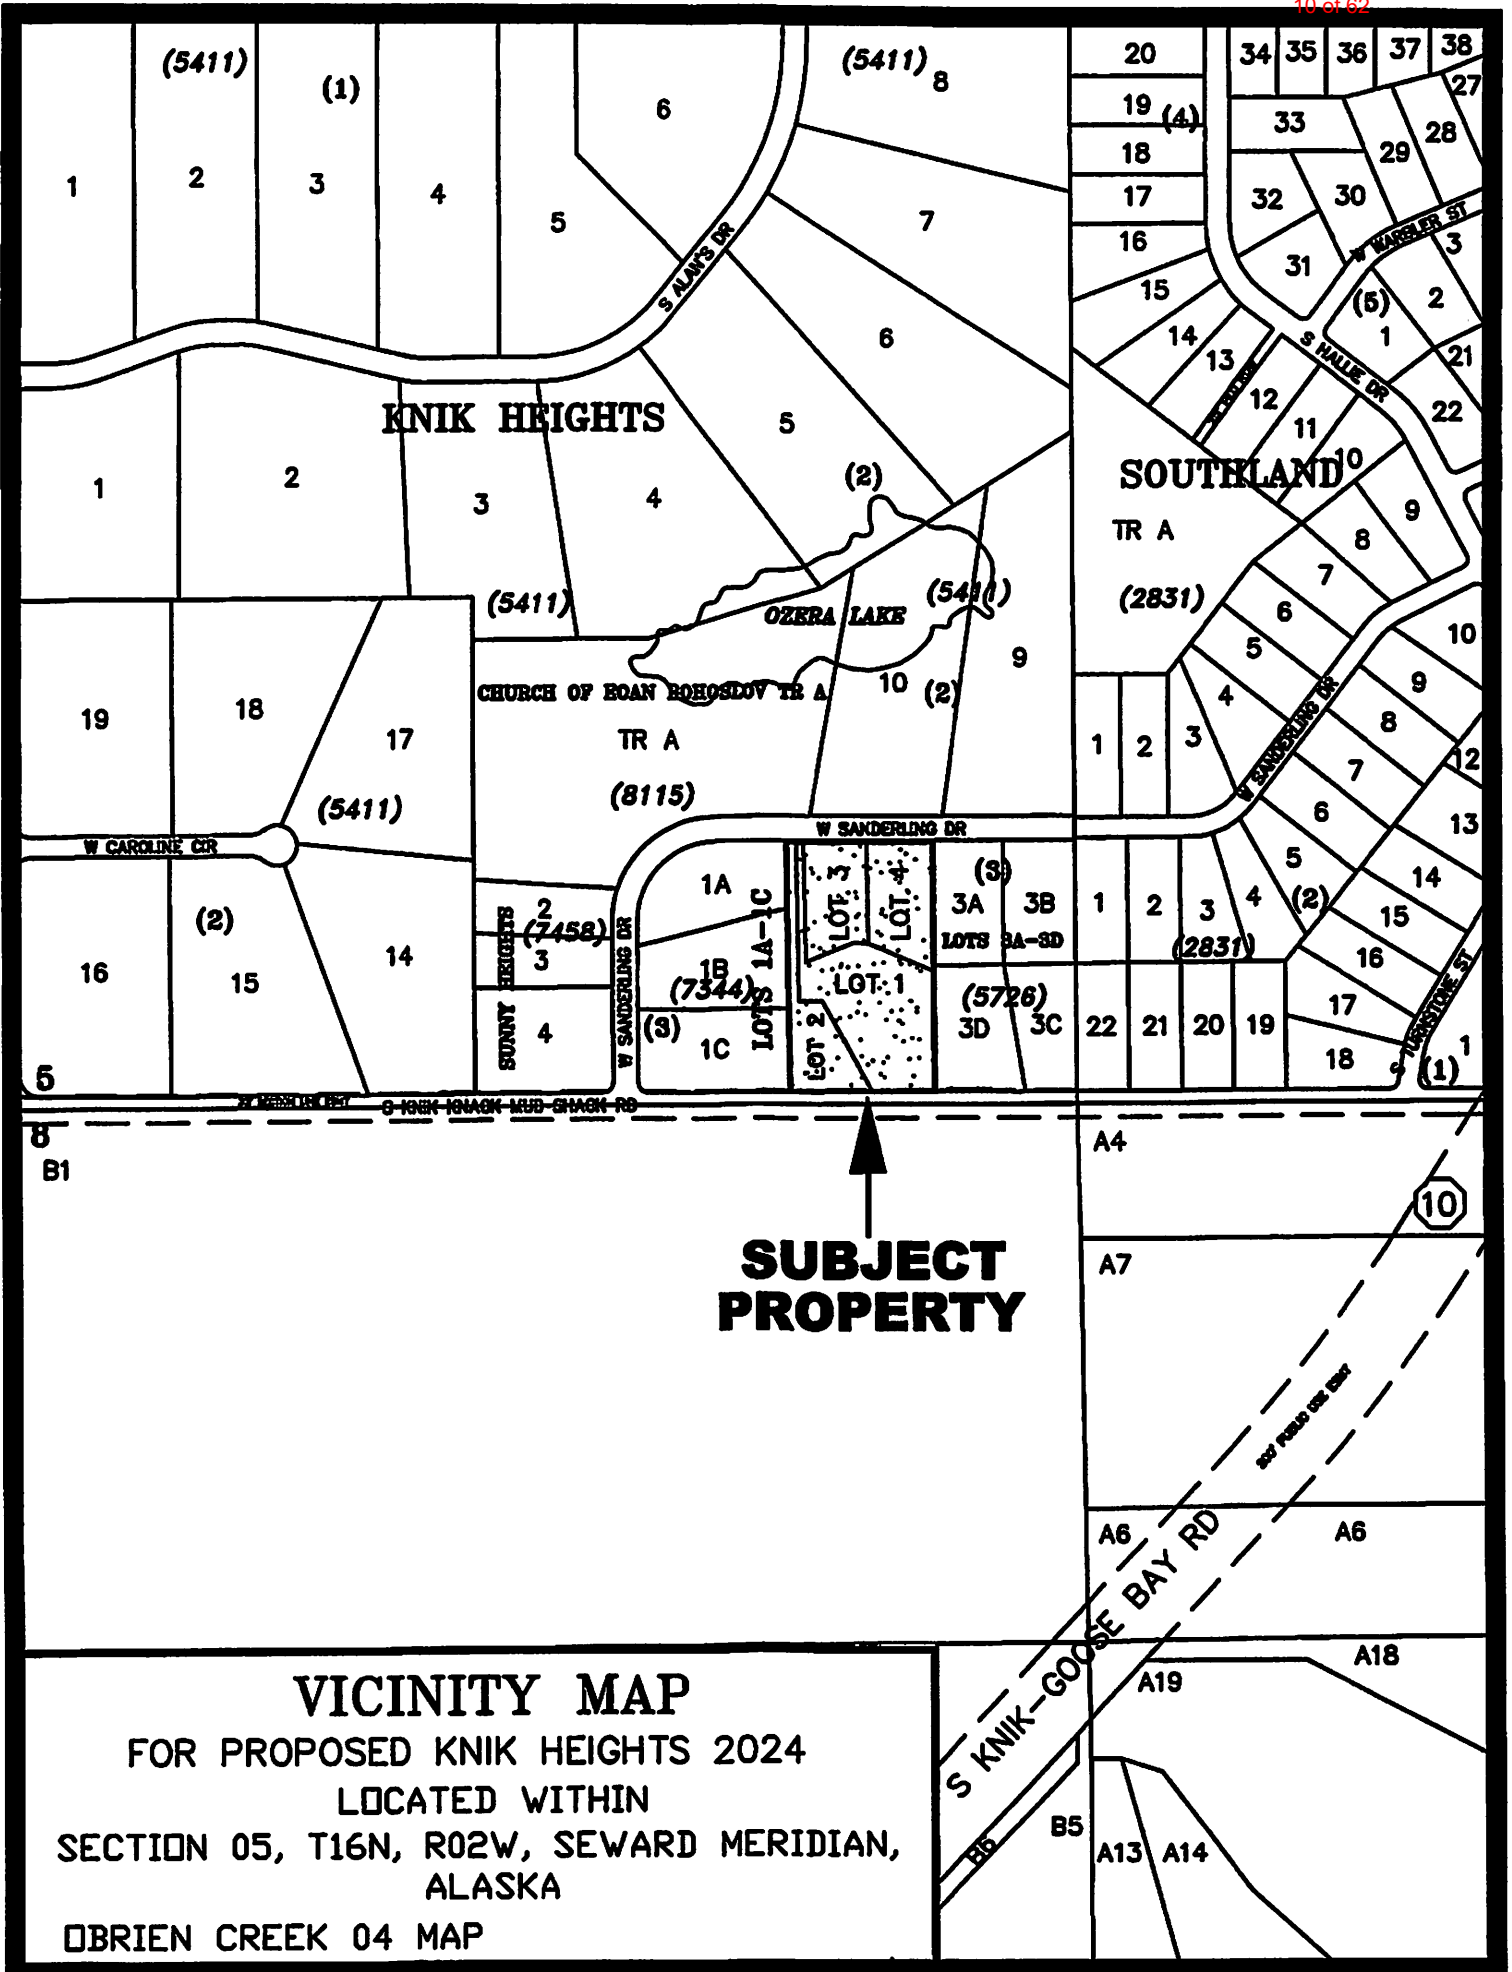 10 of 62
(5411)
(1)
1
2
3
4
5
6
(5411)
8
7
6
5
(2)
S ALAN'S DR
KNIK HEIGHTS
1
2
3
4
(5411)
20
19
(4)
18
17
16
15
14
13
12
11
10
9
8
7
6
5
4
3
2
1
34
35
36
37
38
27
33
28
29
32
30
31
W WARBLER ST
3
(5)
2
1
21
22
S HALLIE DR
SOUTHLAND
TR A
(2831)
OZERA LAKE
(5411)
9
10
(2)
CHURCH OF EOAN BOHOSLOV TR A
TR A
(8115)
19
18
17
(5411)
W CAROLINE CIR
(2)
16
15
14
W SANDERLING DR
W SANDERLING DR
W SANDERLING DR
10
9
8
7
6
5
4
(2)
3
2
1
12
13
14
15
16
17
18
19
20
21
22
(2831)
S TURNSTONE ST
1
(1)
SUNNY HEIGHTS
2
(7458)
3
4
1A
1B
(7344)
(3)
1C
LOTS 1A-1C
LOT 3
LOT 4
LOT 1
LOT 2
(3)
3A
3B
LOTS 3A-3D
(5726)
3D
3C
5
S KNIK KNACK MUD SHACK RD
8
B1
A4
10
A7
SUBJECT
PROPERTY
200' PUBLIC USE ESMT
A6
A6
S KNIK-GOOSE BAY RD
A18
A19
B5
B6
A13
A14
VICINITY MAP
FOR PROPOSED KNIK HEIGHTS 2024
LOCATED WITHIN
SECTION 05, T16N, R02W, SEWARD MERIDIAN,
ALASKA
OBRIEN CREEK 04 MAP